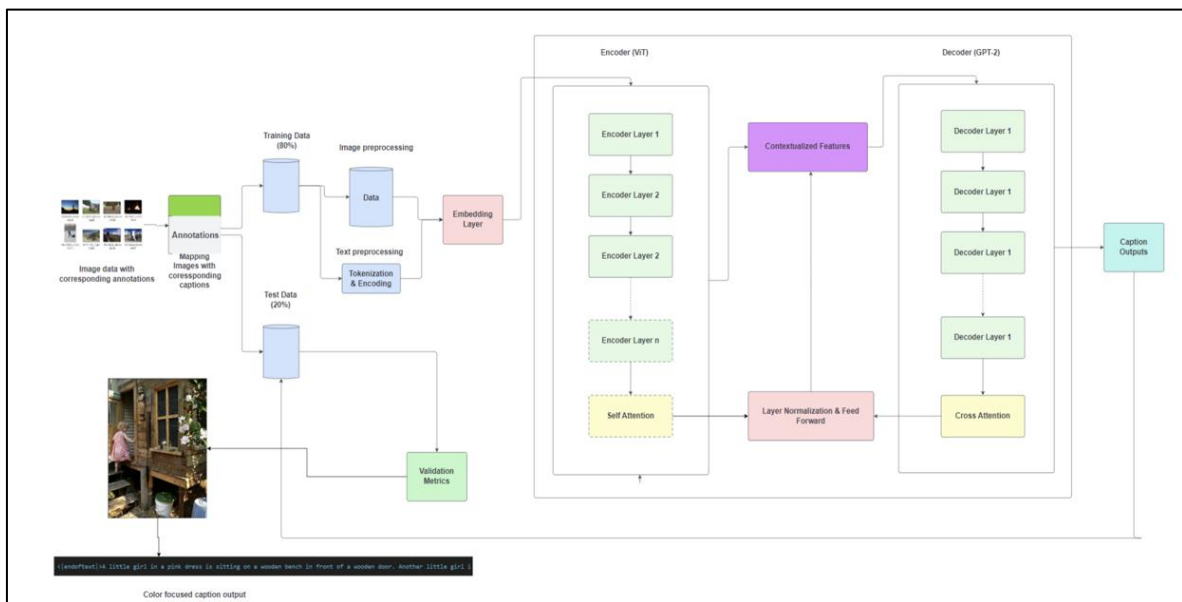 Encoder (ViT)
Decoder (GPT-2)
Training Data
(80%)
Image preprocessing
Data
Text preprocessing
Tokenization
& Encoding
Embedding
Layer
Annotations
Mapping
Images with
coressponding
captions
Image data with
corresponding annotations
Test Data
(20%)
Encoder Layer 1
Encoder Layer 2
Encoder Layer 2
Encoder Layer n
Self Attention
Contextualized Features
Layer Normalization & Feed
Forward
Decoder Layer 1
Decoder Layer 1
Decoder Layer 1
Decoder Layer 1
Cross Attention
Caption
Outputs
Validation
Metrics
<|endoftext|>A little girl in a pink dress is sitting on a wooden bench in front of a wooden door. Another little girl i
Color focused caption output